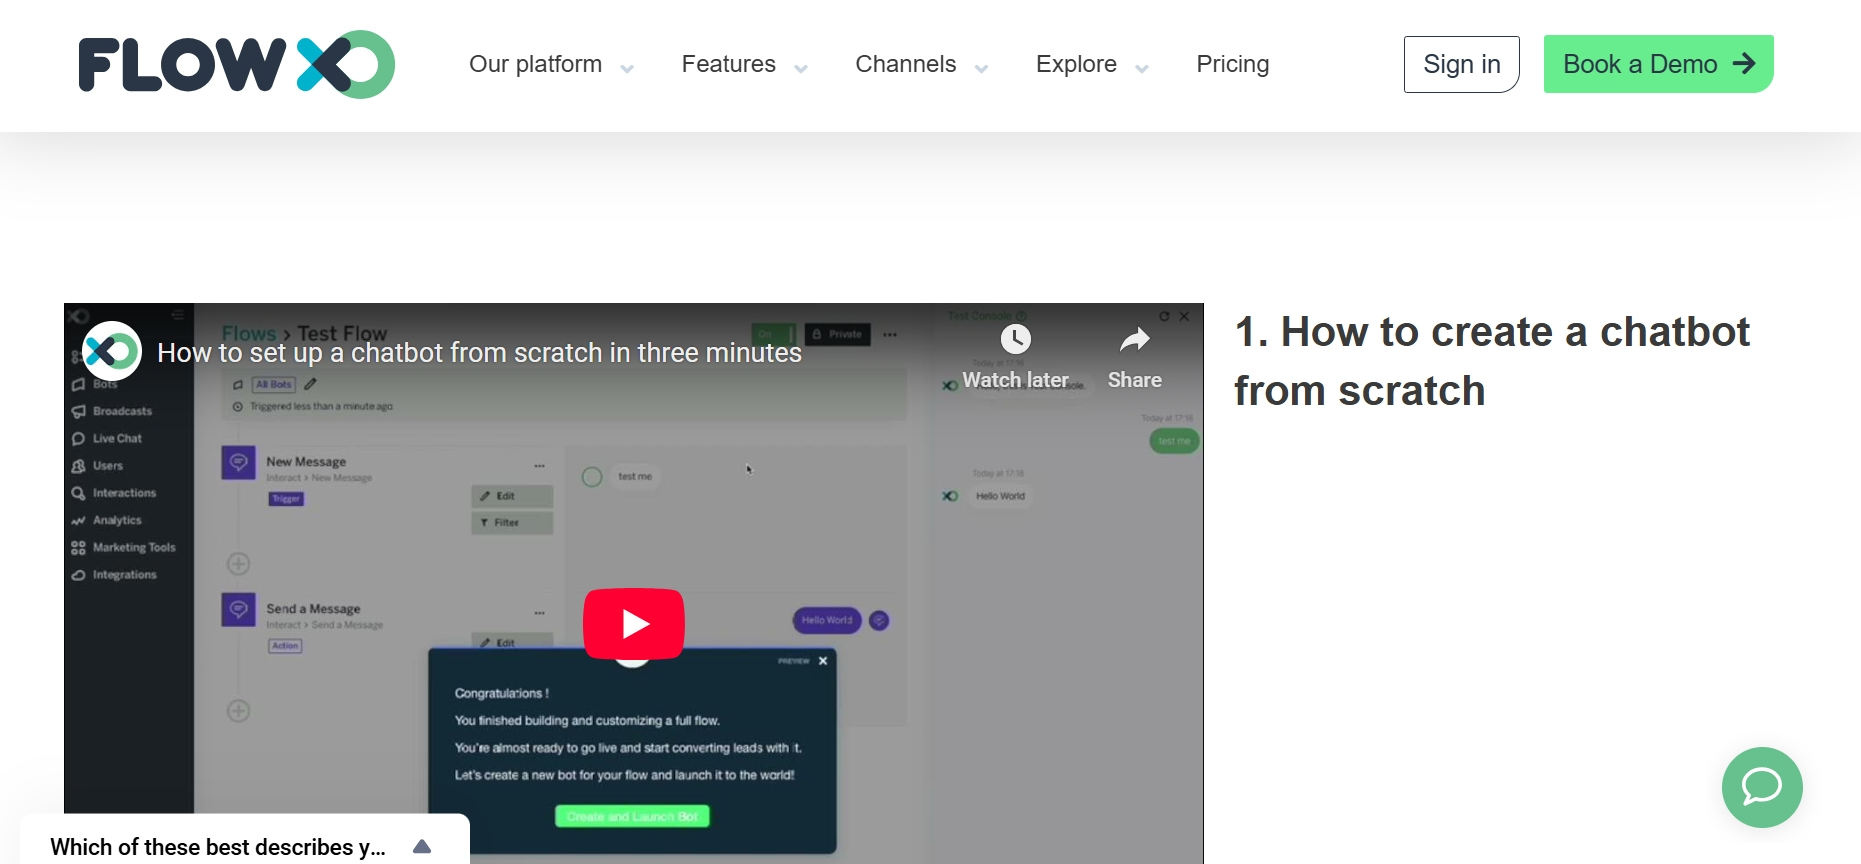 FLOW XO
Our platform
Features
Channels
Explore
Pricing
Sign in
Book a Demo
How to set up a chatbot from scratch in three minutes
Watch later
Share
Flows > Test Flow
On
Private
Test Console
All Bots
Triggered less than a minute ago
Bots
Broadcasts
Live Chat
Users
Interactions
Analytics
Marketing Tools
Integrations
New Message
Interact > New Message
Trigger
Edit
Filter
test me
Send a Message
Interact > Send a Message
Action
Edit
Hello World
Today at 17:18
Today at 17:18
test me
Today at 17:18
Hello World
PREVIEW
Congratulations !
You finished building and customizing a full flow.
You're almost ready to go live and start converting leads with it.
Let's create a new bot for your flow and launch it to the world!
Create and Launch Bot
1. How to create a chatbot
from scratch
Which of these best describes y...